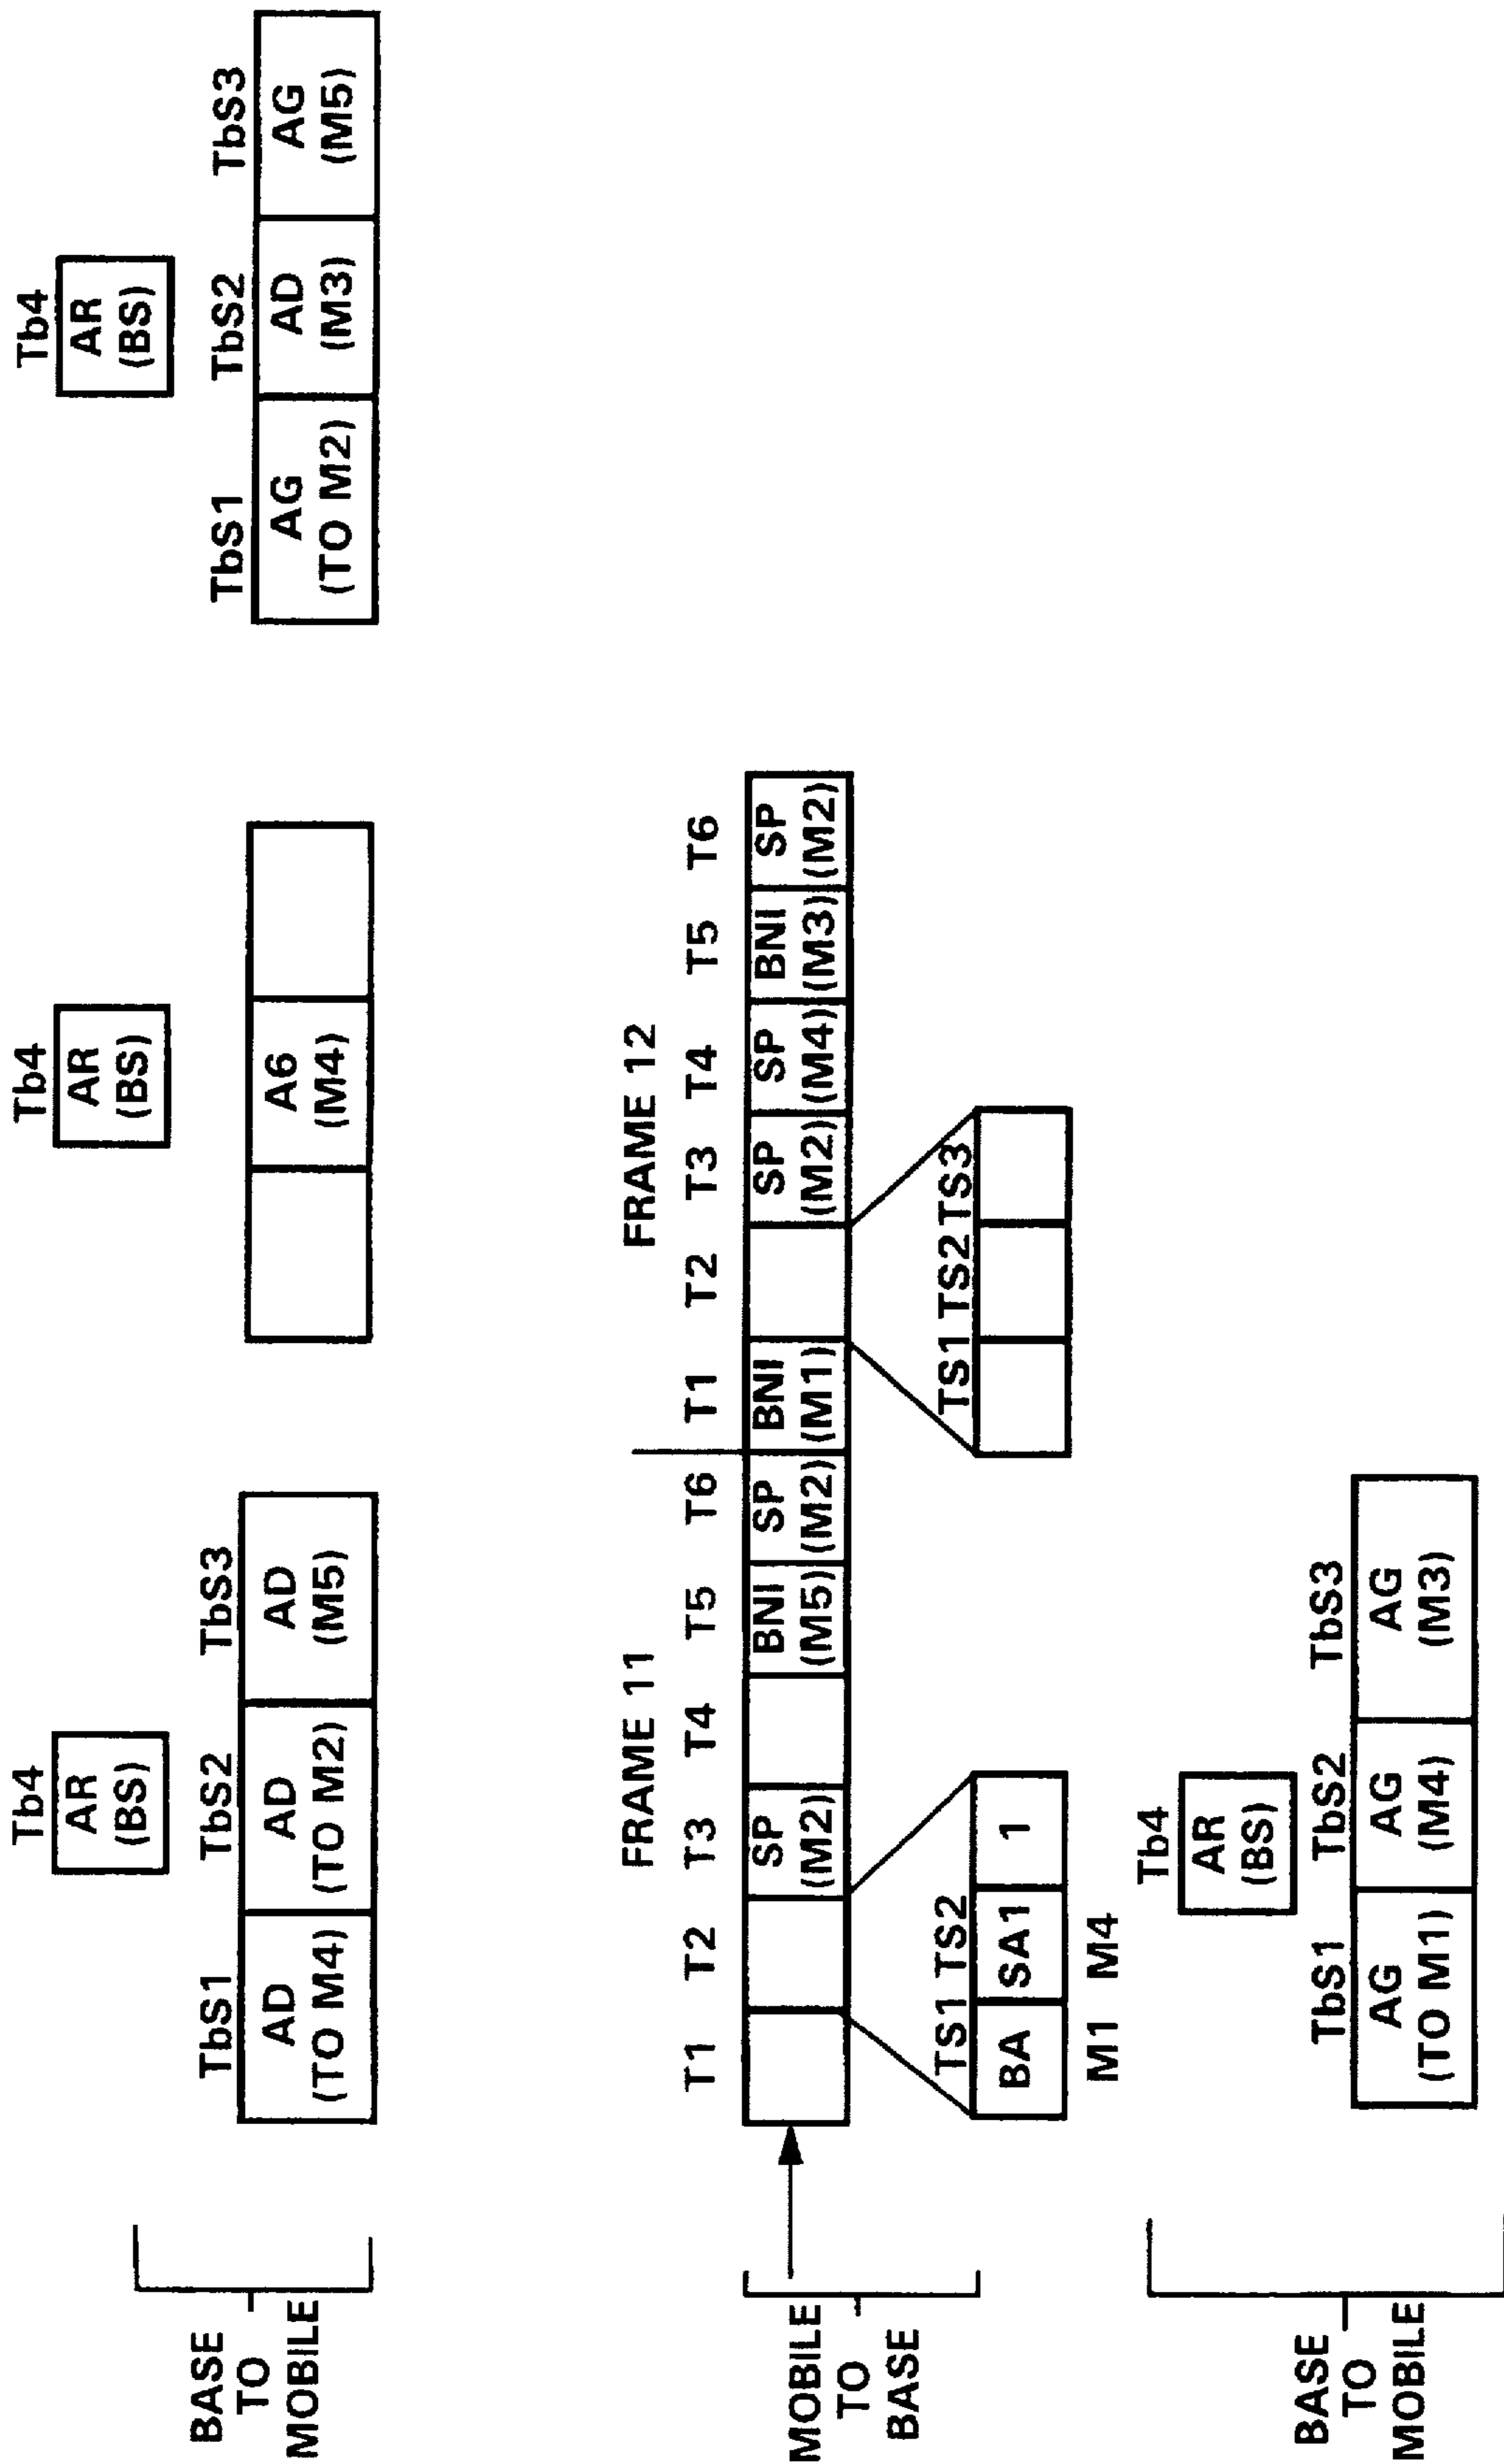 BASE
TO
MOBILE
Tb4
AR
(BS)
TbS1 TbS2 TbS3
AD
(TO M4)
AD
(TO M2)
AD
(M5)
Tb4
AR
(BS)
A6
(M4)
Tb4
AR
(BS)
TbS1 TbS2 TbS3
AG
(TO M2)
AD
(M3)
AG
(M5)
MOBILE
TO
BASE
FRAME 11
T1 T2 T3 T4 T5 T6
SP
(M2)
BNI
(M5)
SP
(M2)
FRAME 12
T1 T2 T3 T4 T5 T6
BNI
(M1)
SP
(M2)
SP
(M4)
BNI
(M3)
SP
(M2)
TS1 TS2
BA SA1 1
M1 M4
TS1 TS2 TS3
BASE
TO
MOBILE
Tb4
AR
(BS)
TbS1 TbS2 TbS3
AG
(TO M1)
AG
(M4)
AG
(M3)